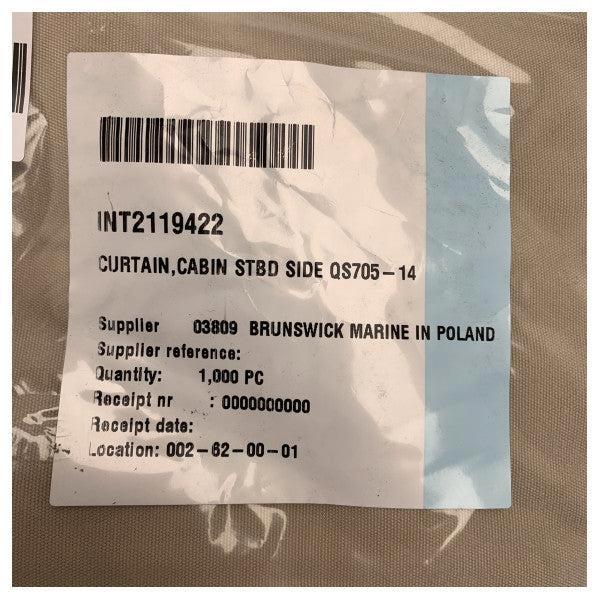 INT2119422
CURTAIN,CABIN STBD SIDE QS705-14
Supplier 03809 BRUNSWICK MARINE IN POLAND
Supplier reference:
Quantity: 1,000 PC
Receipt nr : 0000000000
Receipt date:
Location: 002-62-00-01